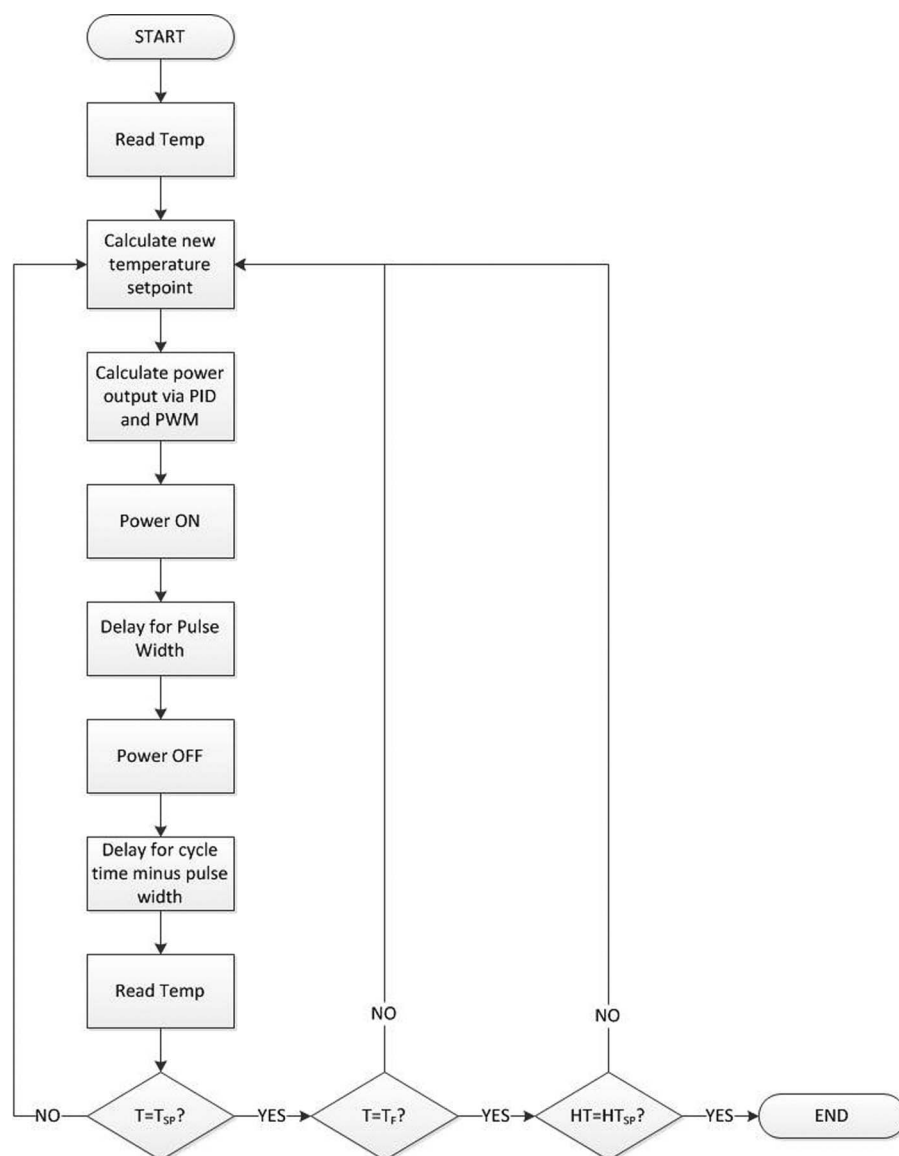 START
Read Temp
Calculate new
temperature
setpoint
Calculate power
output via PID
and PWM
Power ON
Delay for Pulse
Width
Power OFF
Delay for cycle
time minus pulse
width
Read Temp
NO
NO
NO
T=TSP?
YES
T=TF?
YES
HT=HTSP?
YES
END